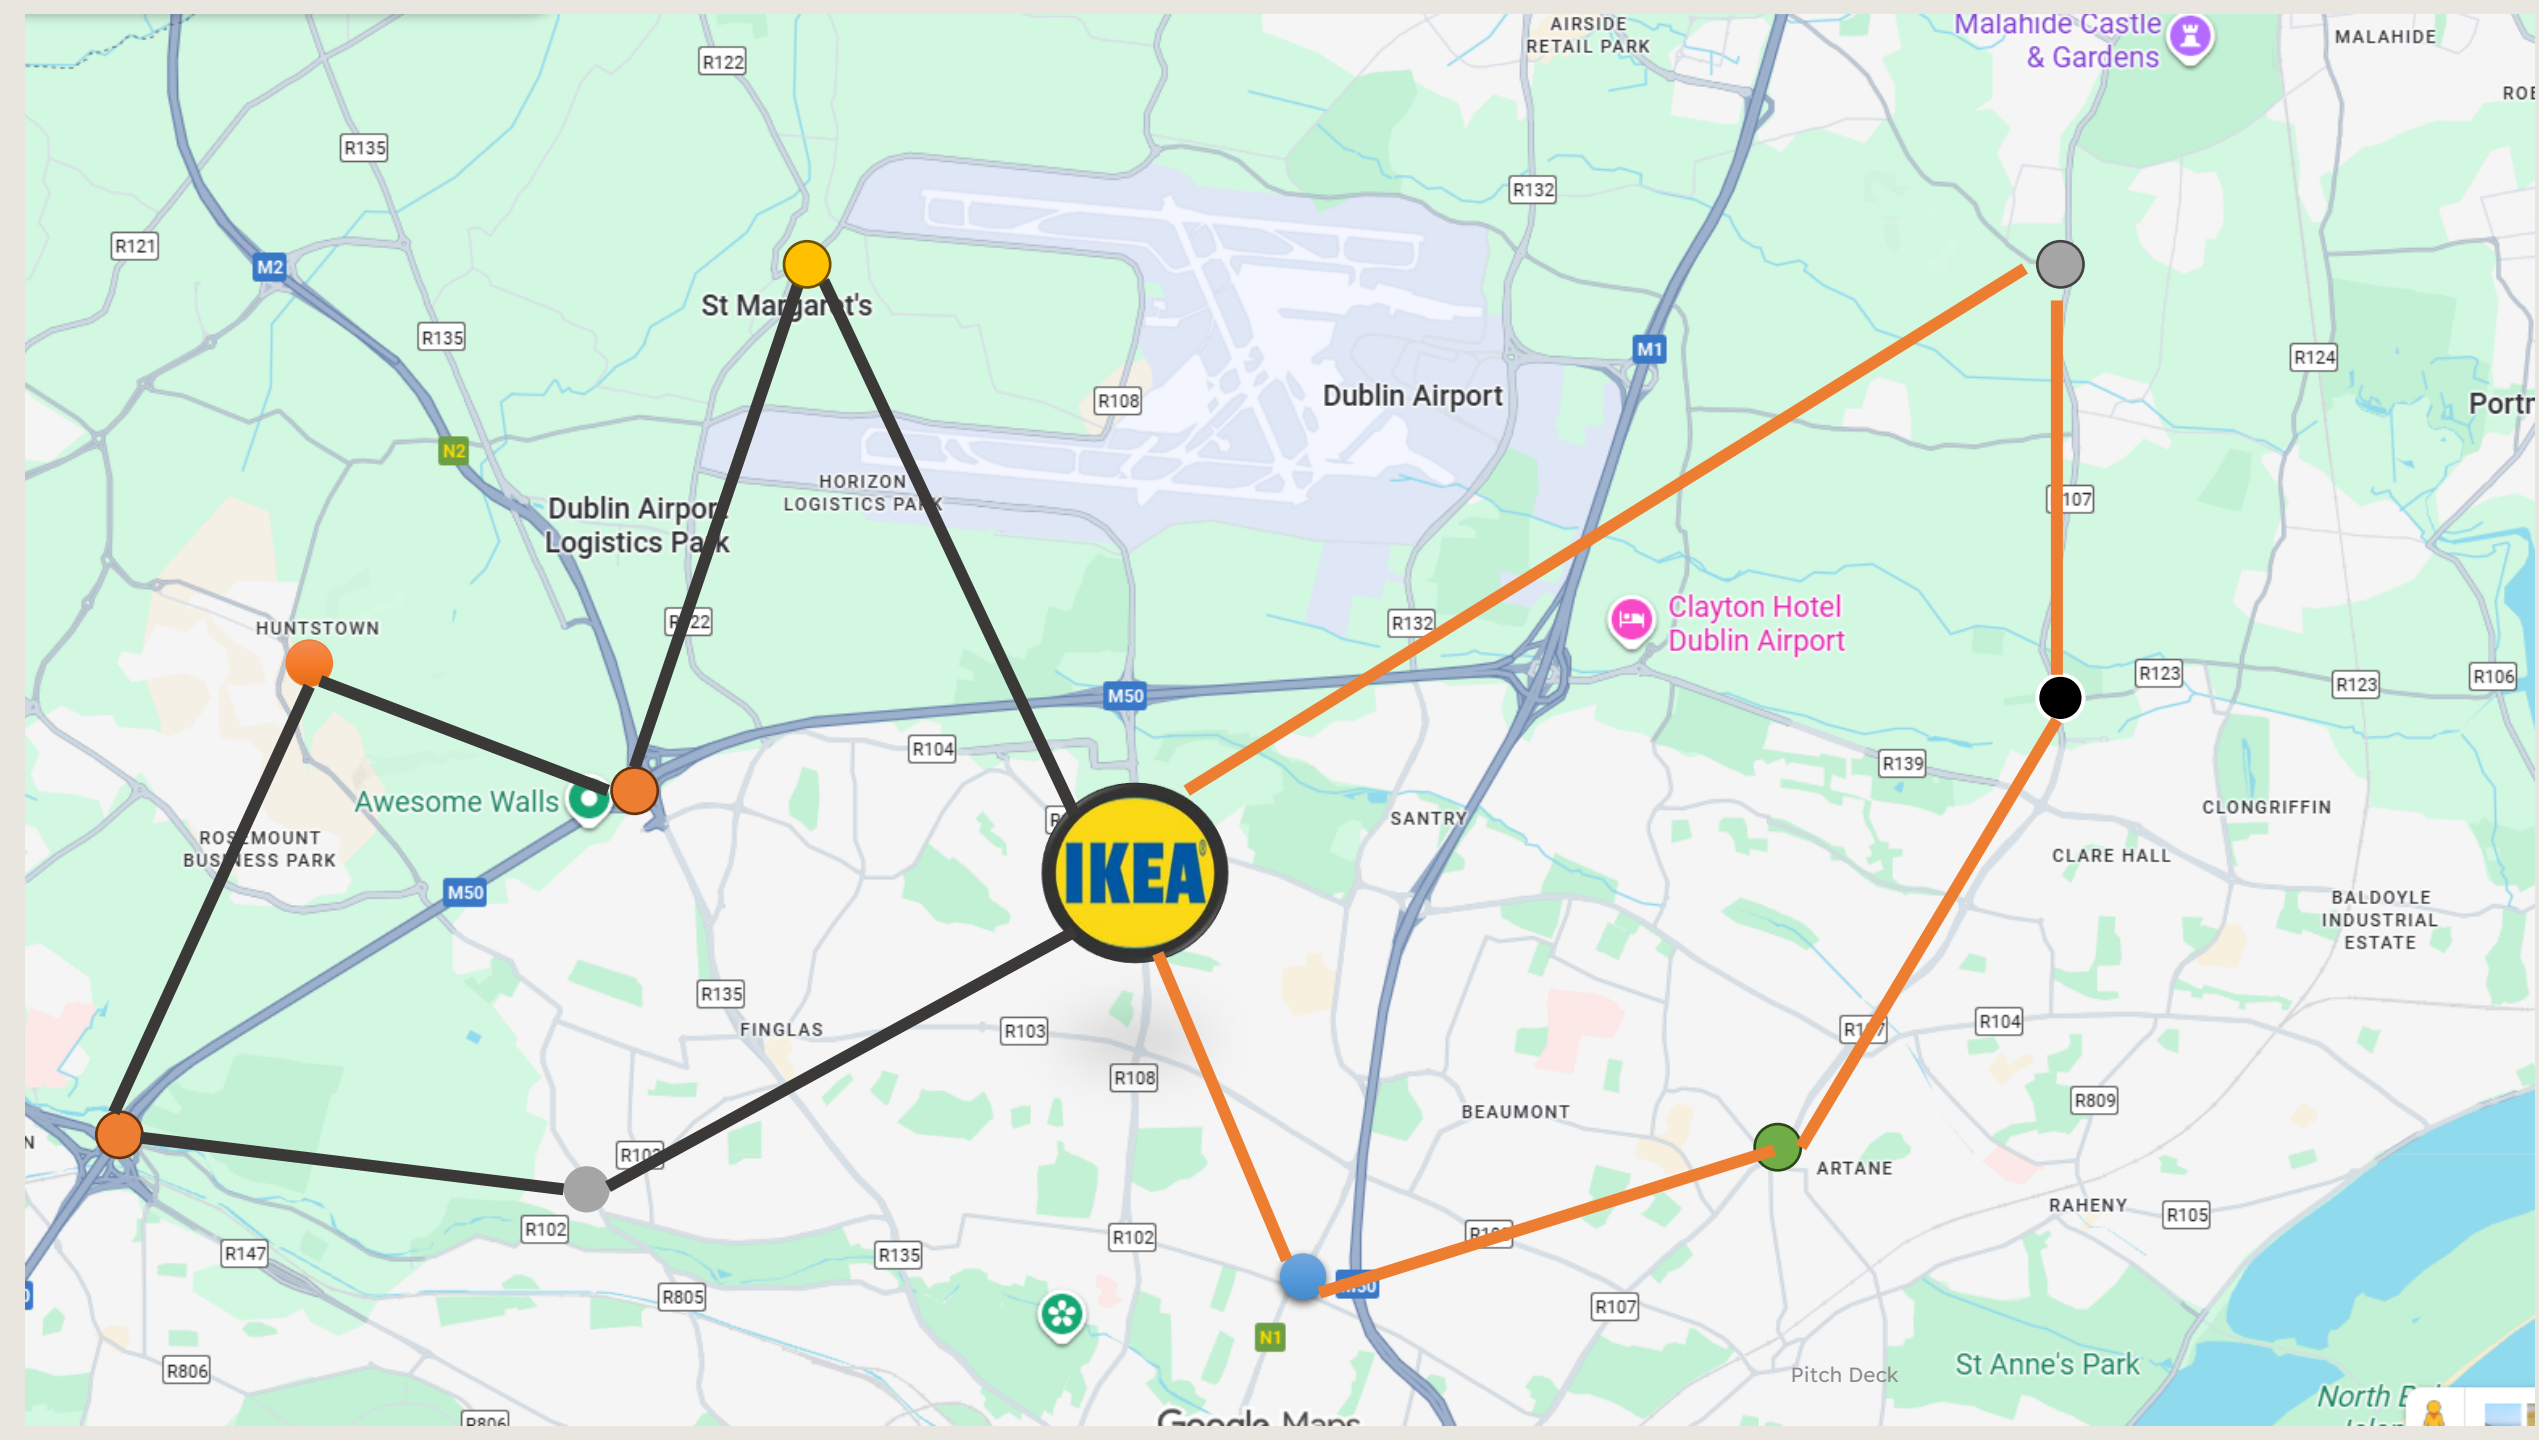 AIRSIDE
RETAIL PARK
Malahide Castle
& Gardens
MALAHIDE
R122
R135
R132
R121
M2
St Margaret's
R135
M1
R124
R108
Dublin Airport
N2
HORIZON
LOGISTICS PARK
Dublin Airport
Logistics Park
107
Clayton Hotel
Dublin Airport
R132
HUNTSTOWN
R123
R123
R106
M50
R104
R139
Awesome Walls
CLONGRIFFIN
SANTRY
ROSEMOUNT
BUSINESS PARK
CLARE HALL
IKEA
M50
BALDOYLE
INDUSTRIAL
ESTATE
R135
FINGLAS
R103
R104
R108
R809
BEAUMONT
ARTANE
RAHENY
R105
R102
R102
R135
R147
M50
R805
R107
N1
St Anne's Park
Pitch Deck
R806
R806
Google Maps